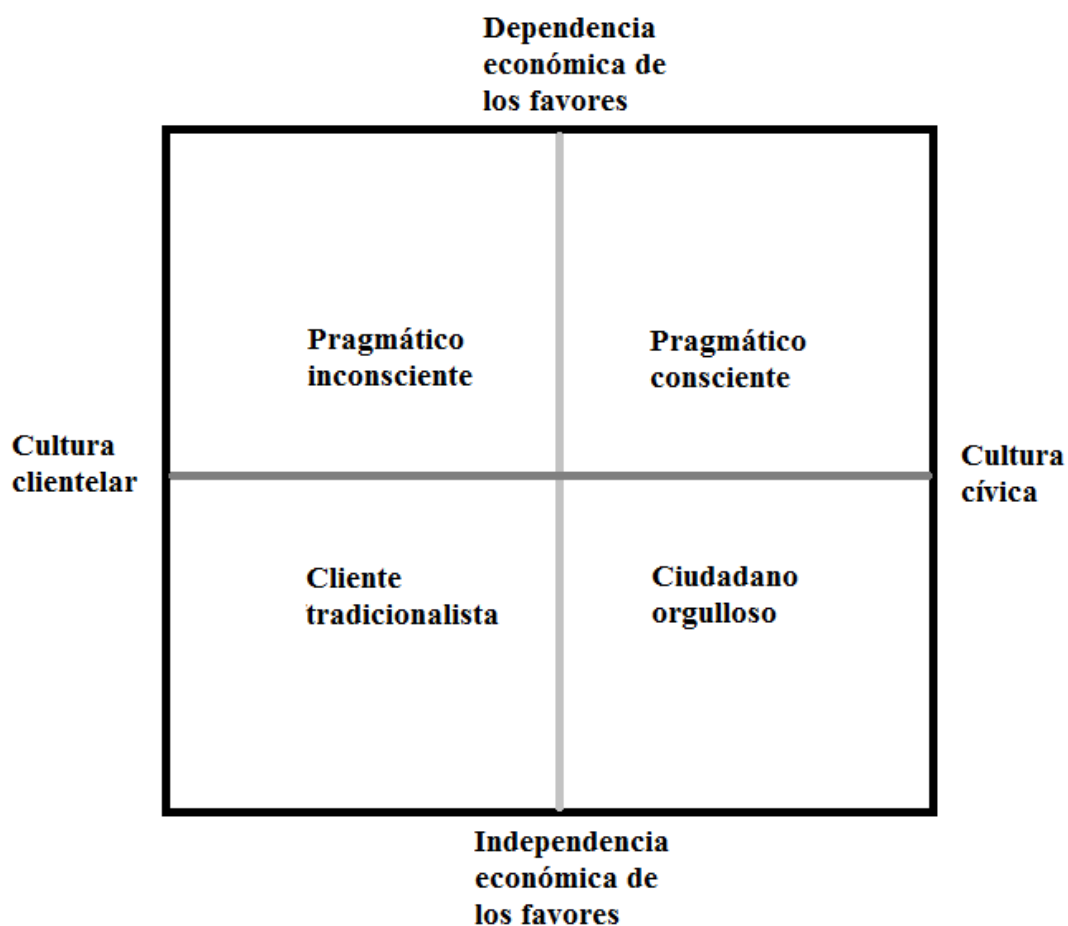 Dependencia
económica de
los favores
Pragmático
inconsciente
Pragmático
consciente
Cultura
clientelar
Cultura
cívica
Cliente
tradicionalista
Ciudadano
orgulloso
Independencia
económica de
los favores